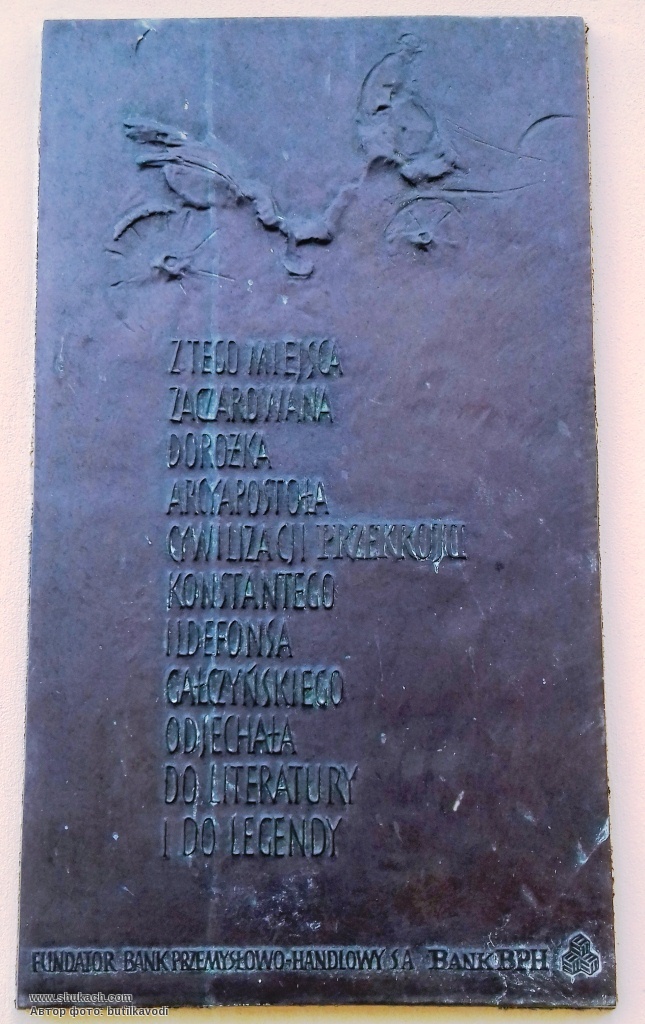 Z TEGO MIEJSCA
ZACZAROWANA
DOROŻKA
ARCYAPOSTOŁA
CYWILIZACJI PRZEKROJU
KONSTANTEGO
ILDEFONSA
GAŁCZYŃSKIEGO
ODJECHAŁA
DO LITERATURY
I DO LEGENDY
FUNDATOR BANK PRZEMYSŁOWO-HANDLOWY S.A BANK BPH
www.shukach.com
Автор фото: butilkavodi